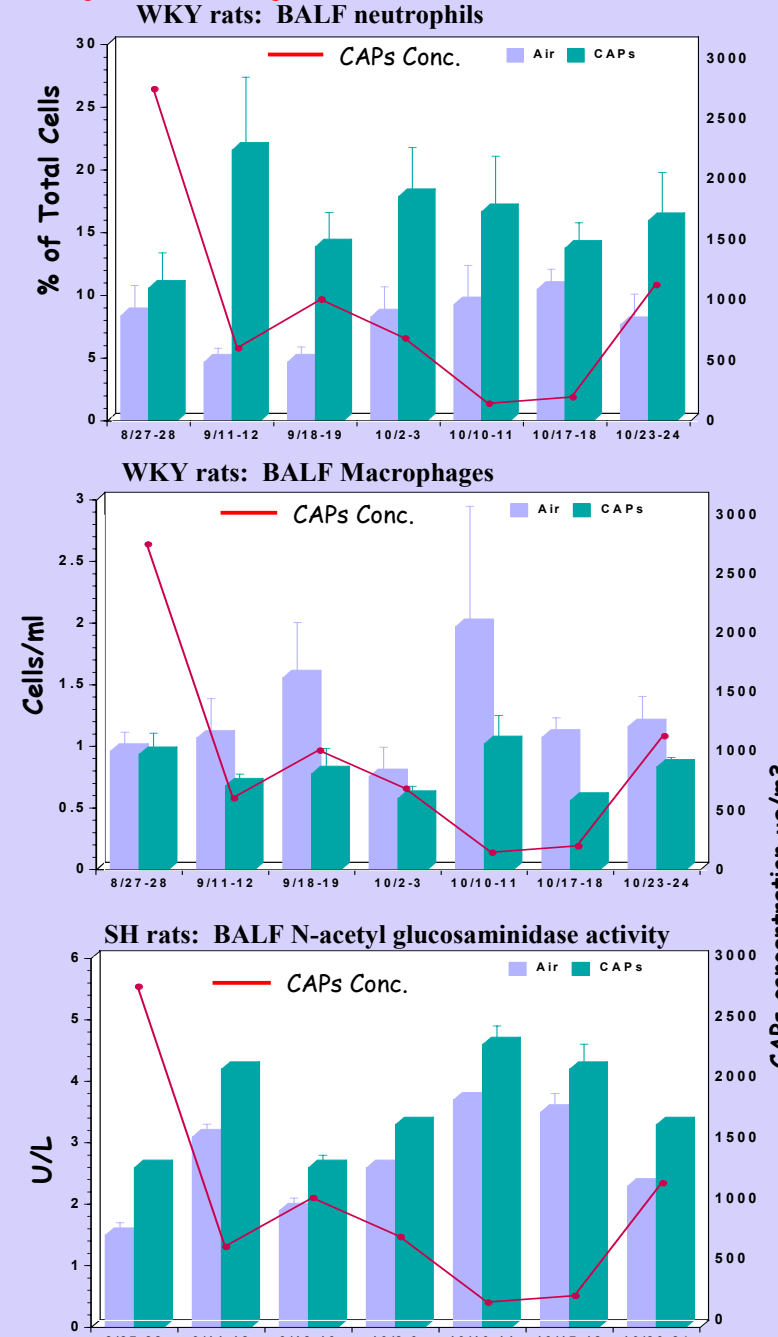 WKY rats: BALF neutrophils
CAPs Conc.
Air
CAPs
% of Total Cells
30
25
20
15
10
5
0
3000
2500
2000
1500
1000
500
0
8/27-28 9/11-12 9/18-19 10/2-3 10/10-11 10/17-18 10/23-24
WKY rats: BALF Macrophages
CAPs Conc.
Air
CAPs
Cells/ml
3
2.5
2
1.5
1
0.5
0
3000
2500
2000
1500
1000
500
0
8/27-28 9/11-12 9/18-19 10/2-3 10/10-11 10/17-18 10/23-24
SH rats: BALF N-acetyl glucosaminidase activity
CAPs Conc.
Air
CAPs
U/L
6
5
4
3
2
1
0
3000
2500
2000
1500
1000
500
0